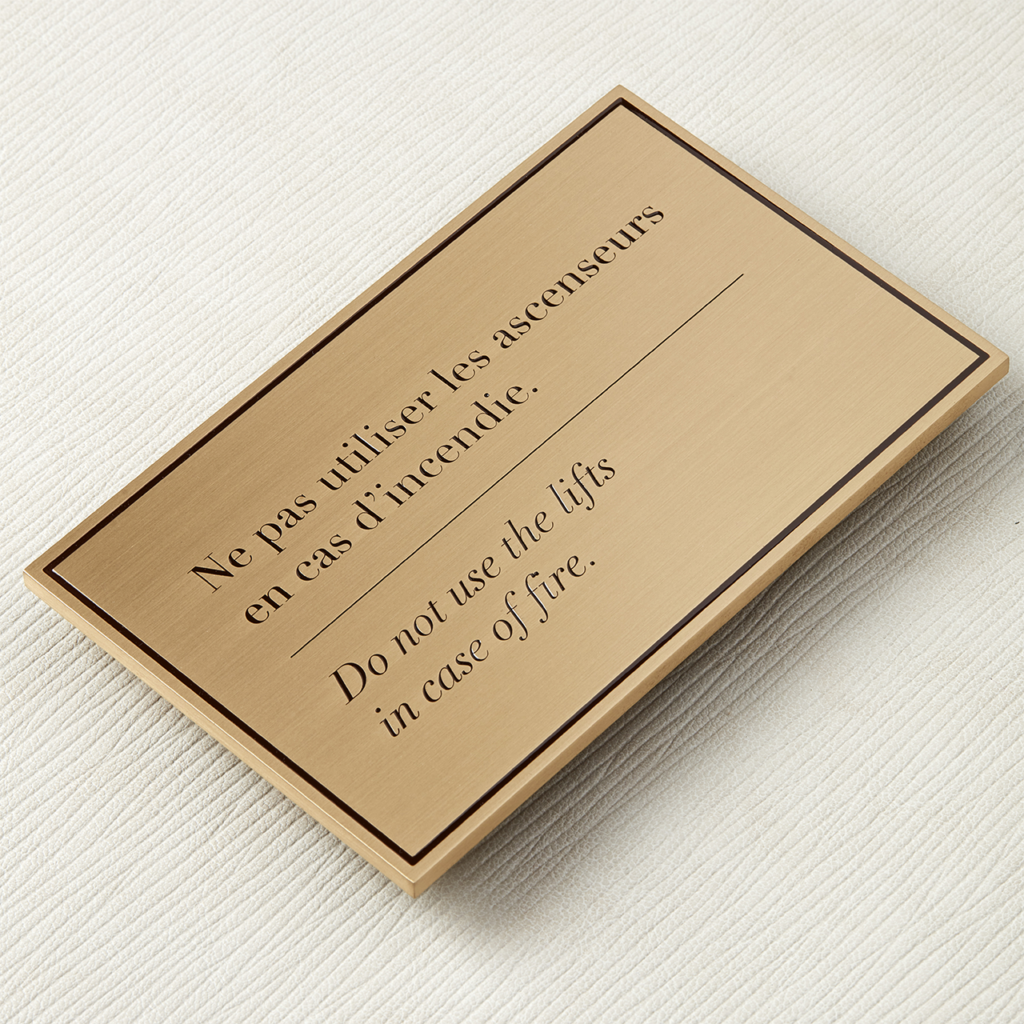 Ne pas utiliser les ascenseurs
en cas d'incendie.
Do not use the lifts
in case of fire.